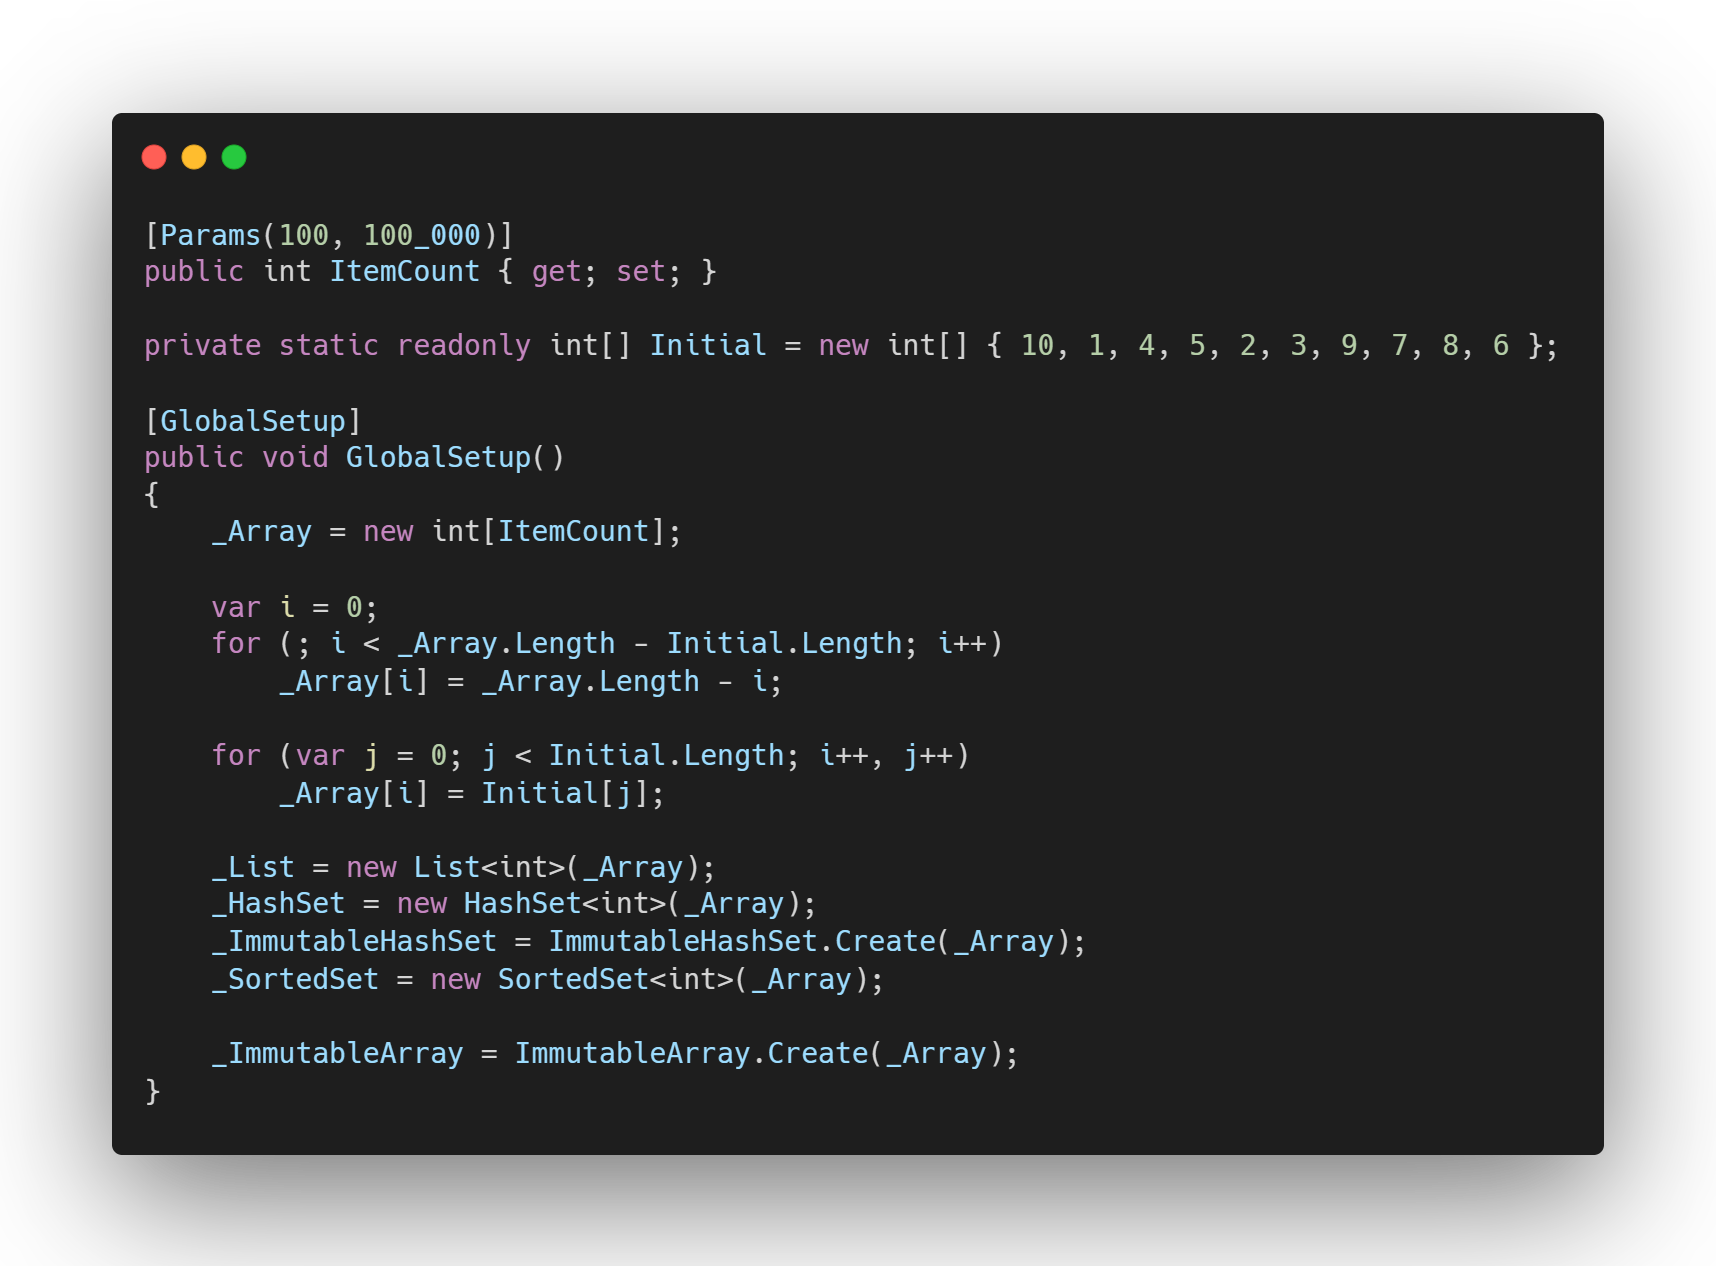 [Params(100, 100_000)]
public int ItemCount { get; set; }
private static readonly int[] Initial = new int[] { 10, 1, 4, 5, 2, 3, 9, 7, 8, 6 };
[GlobalSetup]
public void GlobalSetup()
{
    _Array = new int[ItemCount];
    var i = 0;
    for (; i < _Array.Length - Initial.Length; i++)
        _Array[i] = _Array.Length - i;
    for (var j = 0; j < Initial.Length; i++, j++)
        _Array[i] = Initial[j];
    _List = new List<int>(_Array);
    _HashSet = new HashSet<int>(_Array);
    _ImmutableHashSet = ImmutableHashSet.Create(_Array);
    _SortedSet = new SortedSet<int>(_Array);
    _ImmutableArray = ImmutableArray.Create(_Array);
}